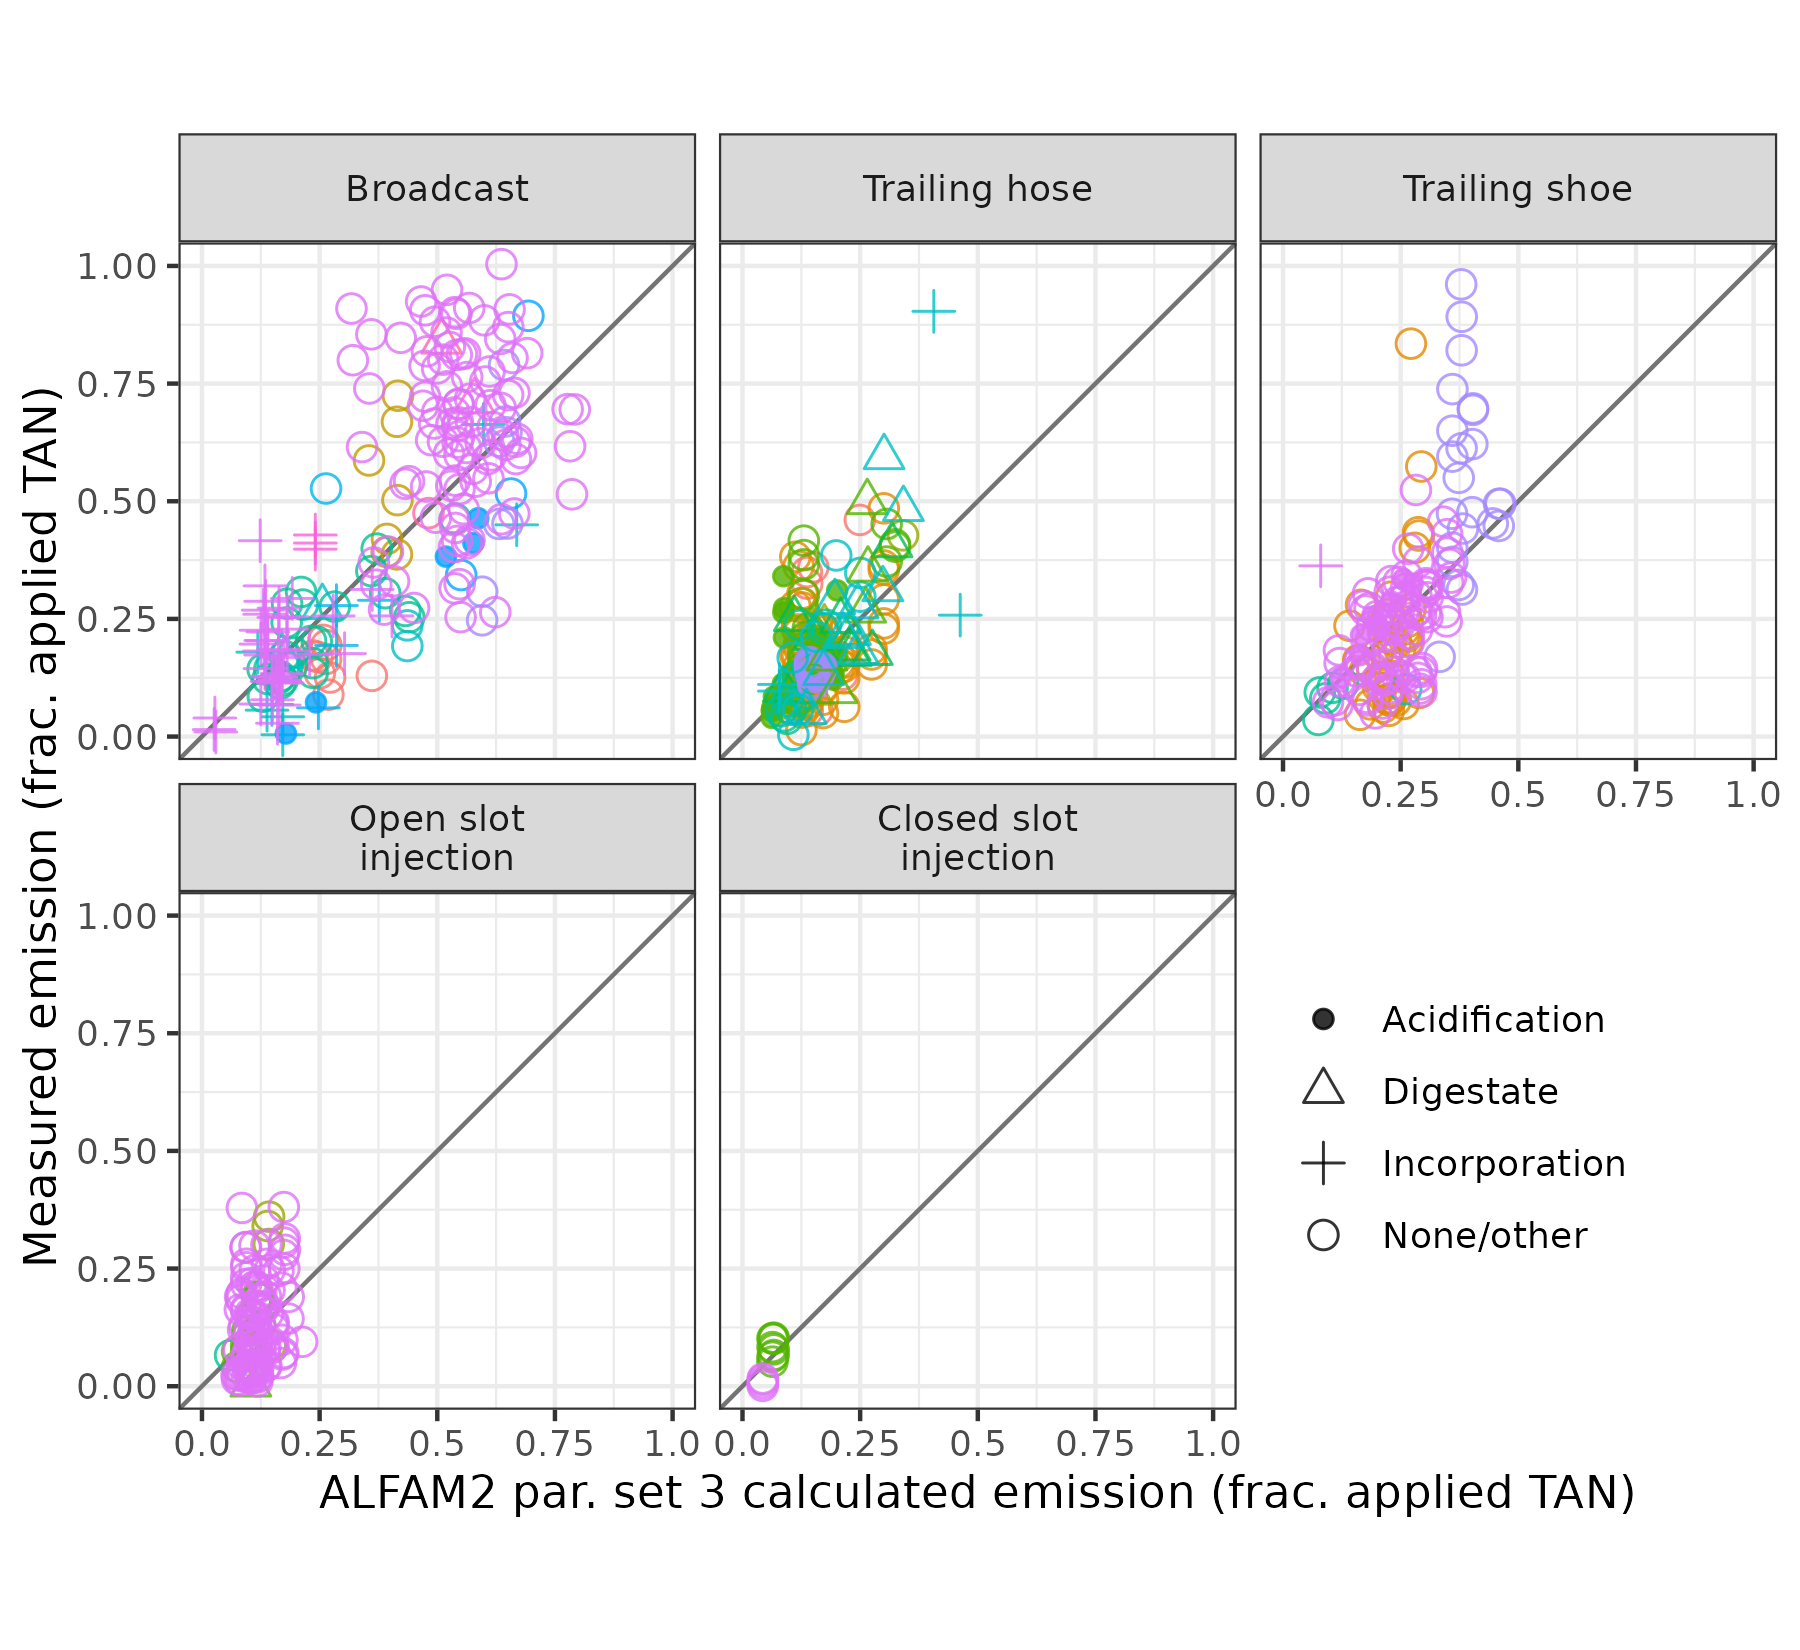 Broadcast
Trailing hose
Trailing shoe
1.00
0.75
0.50
0.25
0.00
0.0 0.25 0.5 0.75 1.0
Open slot
injection
Closed slot
injection
1.00
0.75
0.50
0.25
0.00
0.0 0.25 0.5 0.75 1.0
0.0 0.25 0.5 0.75 1.0
Measured emission (frac. applied TAN)
ALFAM2 par. set 3 calculated emission (frac. applied TAN)
Acidification
Digestate
Incorporation
None/other